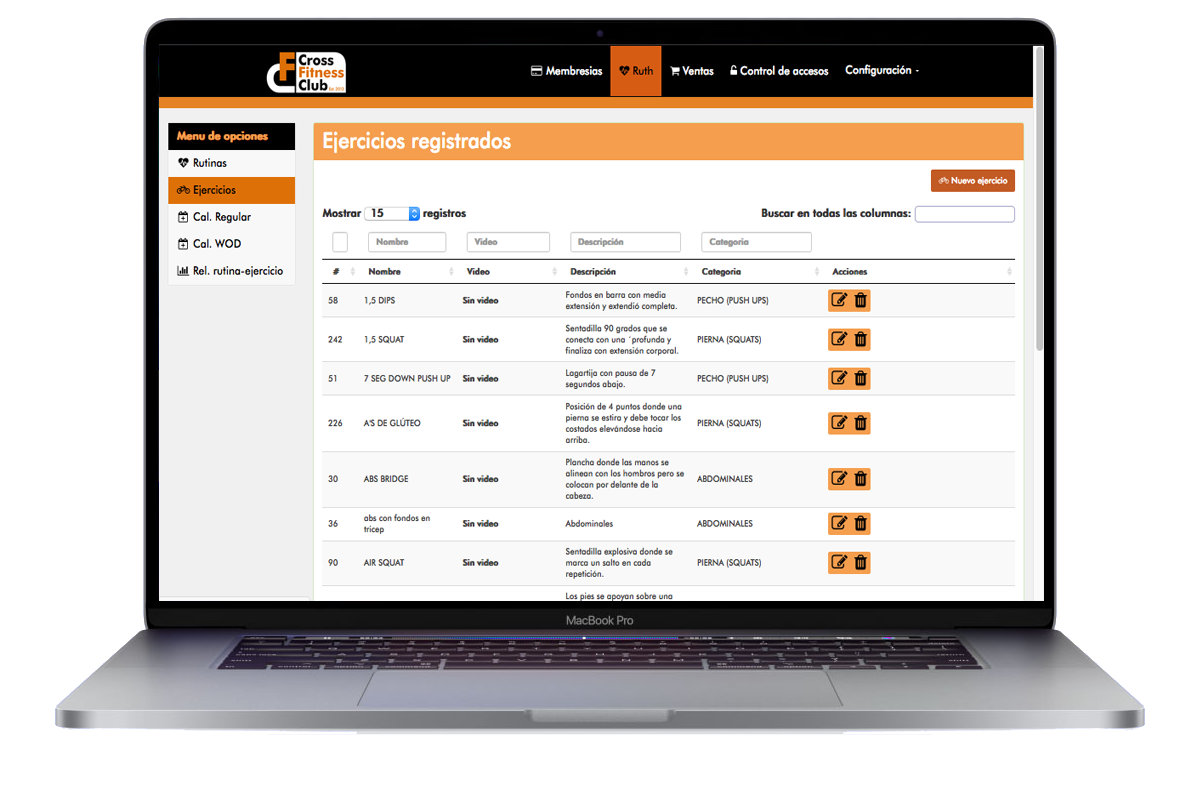 Cross
Fitness
Club
Membresias
Ruth
Ventas
Control de accesos
Configuración
Menu de opciones
Rutinas
Ejercicios
Cal. Regular
Cal. WOD
Rel. rutina-ejercicio
Ejercicios registrados
Nuevo ejercicio
Mostrar 15 registros
Buscar en todas las columnas:
Nombre Video Descripción Categoria
# Nombre Video Descripción Categoria Acciones
58 1,5 DIPS Sin video Fondos en barra con media
extensión y extendió completa. PECHO (PUSH UPS)
242 1,5 SQUAT Sin video Sentadilla 90 grados que se
conecta con una ´profunda y
finaliza con extensión corporal. PIERNA (SQUATS)
51 7 SEG DOWN PUSH UP Sin video Lagartija con pausa de 7
segundos abajo. PECHO (PUSH UPS)
226 A'S DE GLÚTEO Sin video Posición de 4 puntos donde una
pierna se estira y debe tocar los
costados elevándose hacia
arriba. PIERNA (SQUATS)
30 ABS BRIDGE Sin video Plancha donde las manos se
alinean con los hombros pero se
colocan por delante de la
cabeza. ABDOMINALES
36 abs con fondos en
tricep Sin video Abdominales ABDOMINALES
90 AIR SQUAT Sin video Sentadilla explosiva donde se
marca un salto en cada
repetición. PIERNA (SQUATS)
Los pies se apoyan sobre una
MacBook Pro